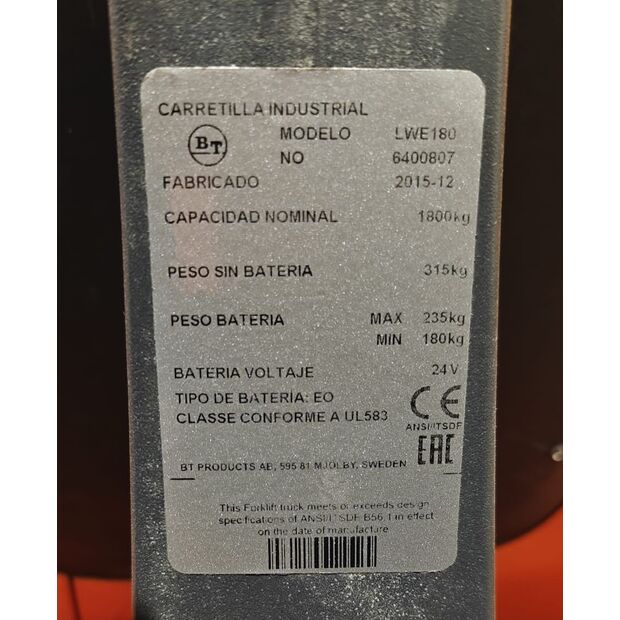 CARRETILLA INDUSTRIAL
BT MODELO LWE180
NO 6400807
FABRICADO 2015-12
CAPACIDAD NOMINAL 1800kg
PESO SIN BATERIA 315kg
PESO BATERIA MAX 235kg
MIN 180kg
BATERIA VOLTAJE 24V
TIPO DE BATERÍA: EO
CLASSE CONFORME A UL583
CE
ANSI/ITSDF
EAC
BT PRODUCTS AB, 595 81 MJOLBY, SWEDEN
This Forklift truck meets or exceeds design
specifications of ANSI/ITSDF B56.1 in effect
on the date of manufacture